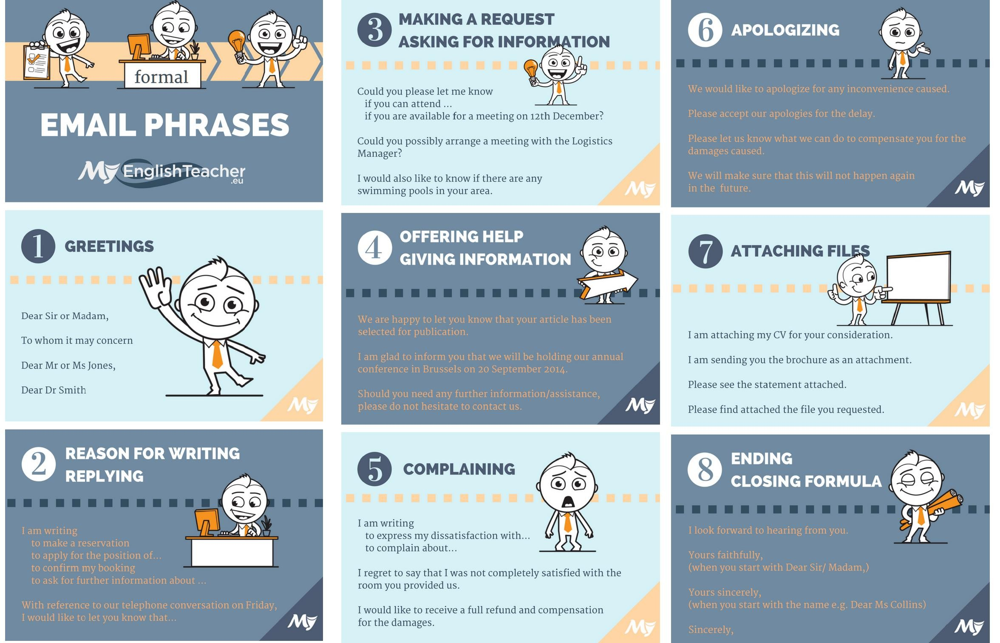 formal
EMAIL PHRASES
My EnglishTeacher
.eu
1 GREETINGS
Dear Sir or Madam,
To whom it may concern
Dear Mr or Ms Jones,
Dear Dr Smith
My
2 REASON FOR WRITING
REPLYING
I am writing
to make a reservation
to apply for the position of...
to confirm my booking
to ask for further information about ...
With reference to our telephone conversation on Friday,
I would like to let you know that...
My
3 MAKING A REQUEST
ASKING FOR INFORMATION
Could you please let me know
if you can attend ...
if you are available for a meeting on 12th December?
Could you possibly arrange a meeting with the Logistics
Manager?
I would also like to know if there are any
swimming pools in your area.
My
4 OFFERING HELP
GIVING INFORMATION
We are happy to let you know that your article has been
selected for publication.
I am glad to inform you that we will be holding our annual
conference in Brussels on 20 September 2014.
Should you need any further information/assistance,
please do not hesitate to contact us.
My
5 COMPLAINING
I am writing
to express my dissatisfaction with...
to complain about...
I regret to say that I was not completely satisfied with the
room you provided us.
I would like to receive a full refund and compensation
for the damages.
My
6 APOLOGIZING
We would like to apologize for any inconvenience caused.
Please accept our apologies for the delay.
Please let us know what we can do to compensate you for the
damages caused.
We will make sure that this will not happen again
in the future.
My
7 ATTACHING FILES
I am attaching my CV for your consideration.
I am sending you the brochure as an attachment.
Please see the statement attached.
Please find attached the file you requested.
My
8 ENDING
CLOSING FORMULA
I look forward to hearing from you.
Yours faithfully,
(when you start with Dear Sir/ Madam,)
Yours sincerely,
(when you start with the name e.g. Dear Ms Collins)
Sincerely,
My